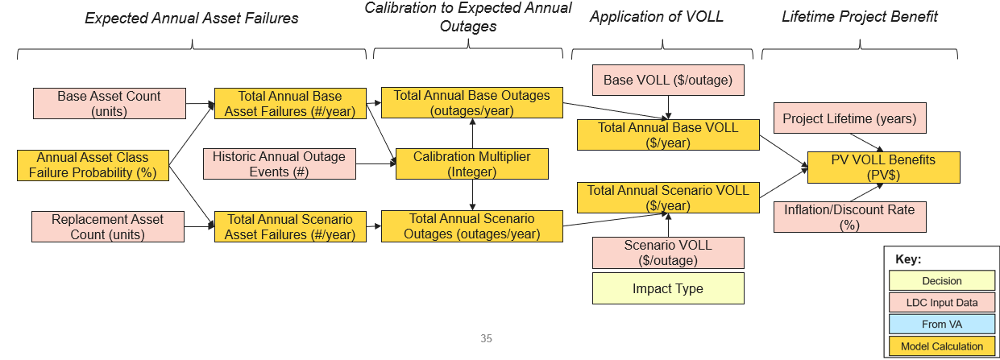 Expected Annual Asset Failures
Calibration to Expected Annual
Outages
Application of VOLL
Lifetime Project Benefit
Base Asset Count
(units)
Total Annual Base
Asset Failures (#/year)
Total Annual Base Outages
(outages/year)
Base VOLL ($/outage)
Total Annual Base VOLL
($/year)
Project Lifetime (years)
Annual Asset Class
Failure Probability (%)
Historic Annual Outage
Events (#)
Calibration Multiplier
(Integer)
PV VOLL Benefits
(PV$)
Total Annual Scenario VOLL
($/year)
Replacement Asset
Count (units)
Total Annual Scenario
Asset Failures (#/year)
Total Annual Scenario
Outages (outages/year)
Inflation/Discount Rate
(%)
Scenario VOLL
($/outage)
Impact Type
Key:
Decision
LDC Input Data
From VA
Model Calculation
35